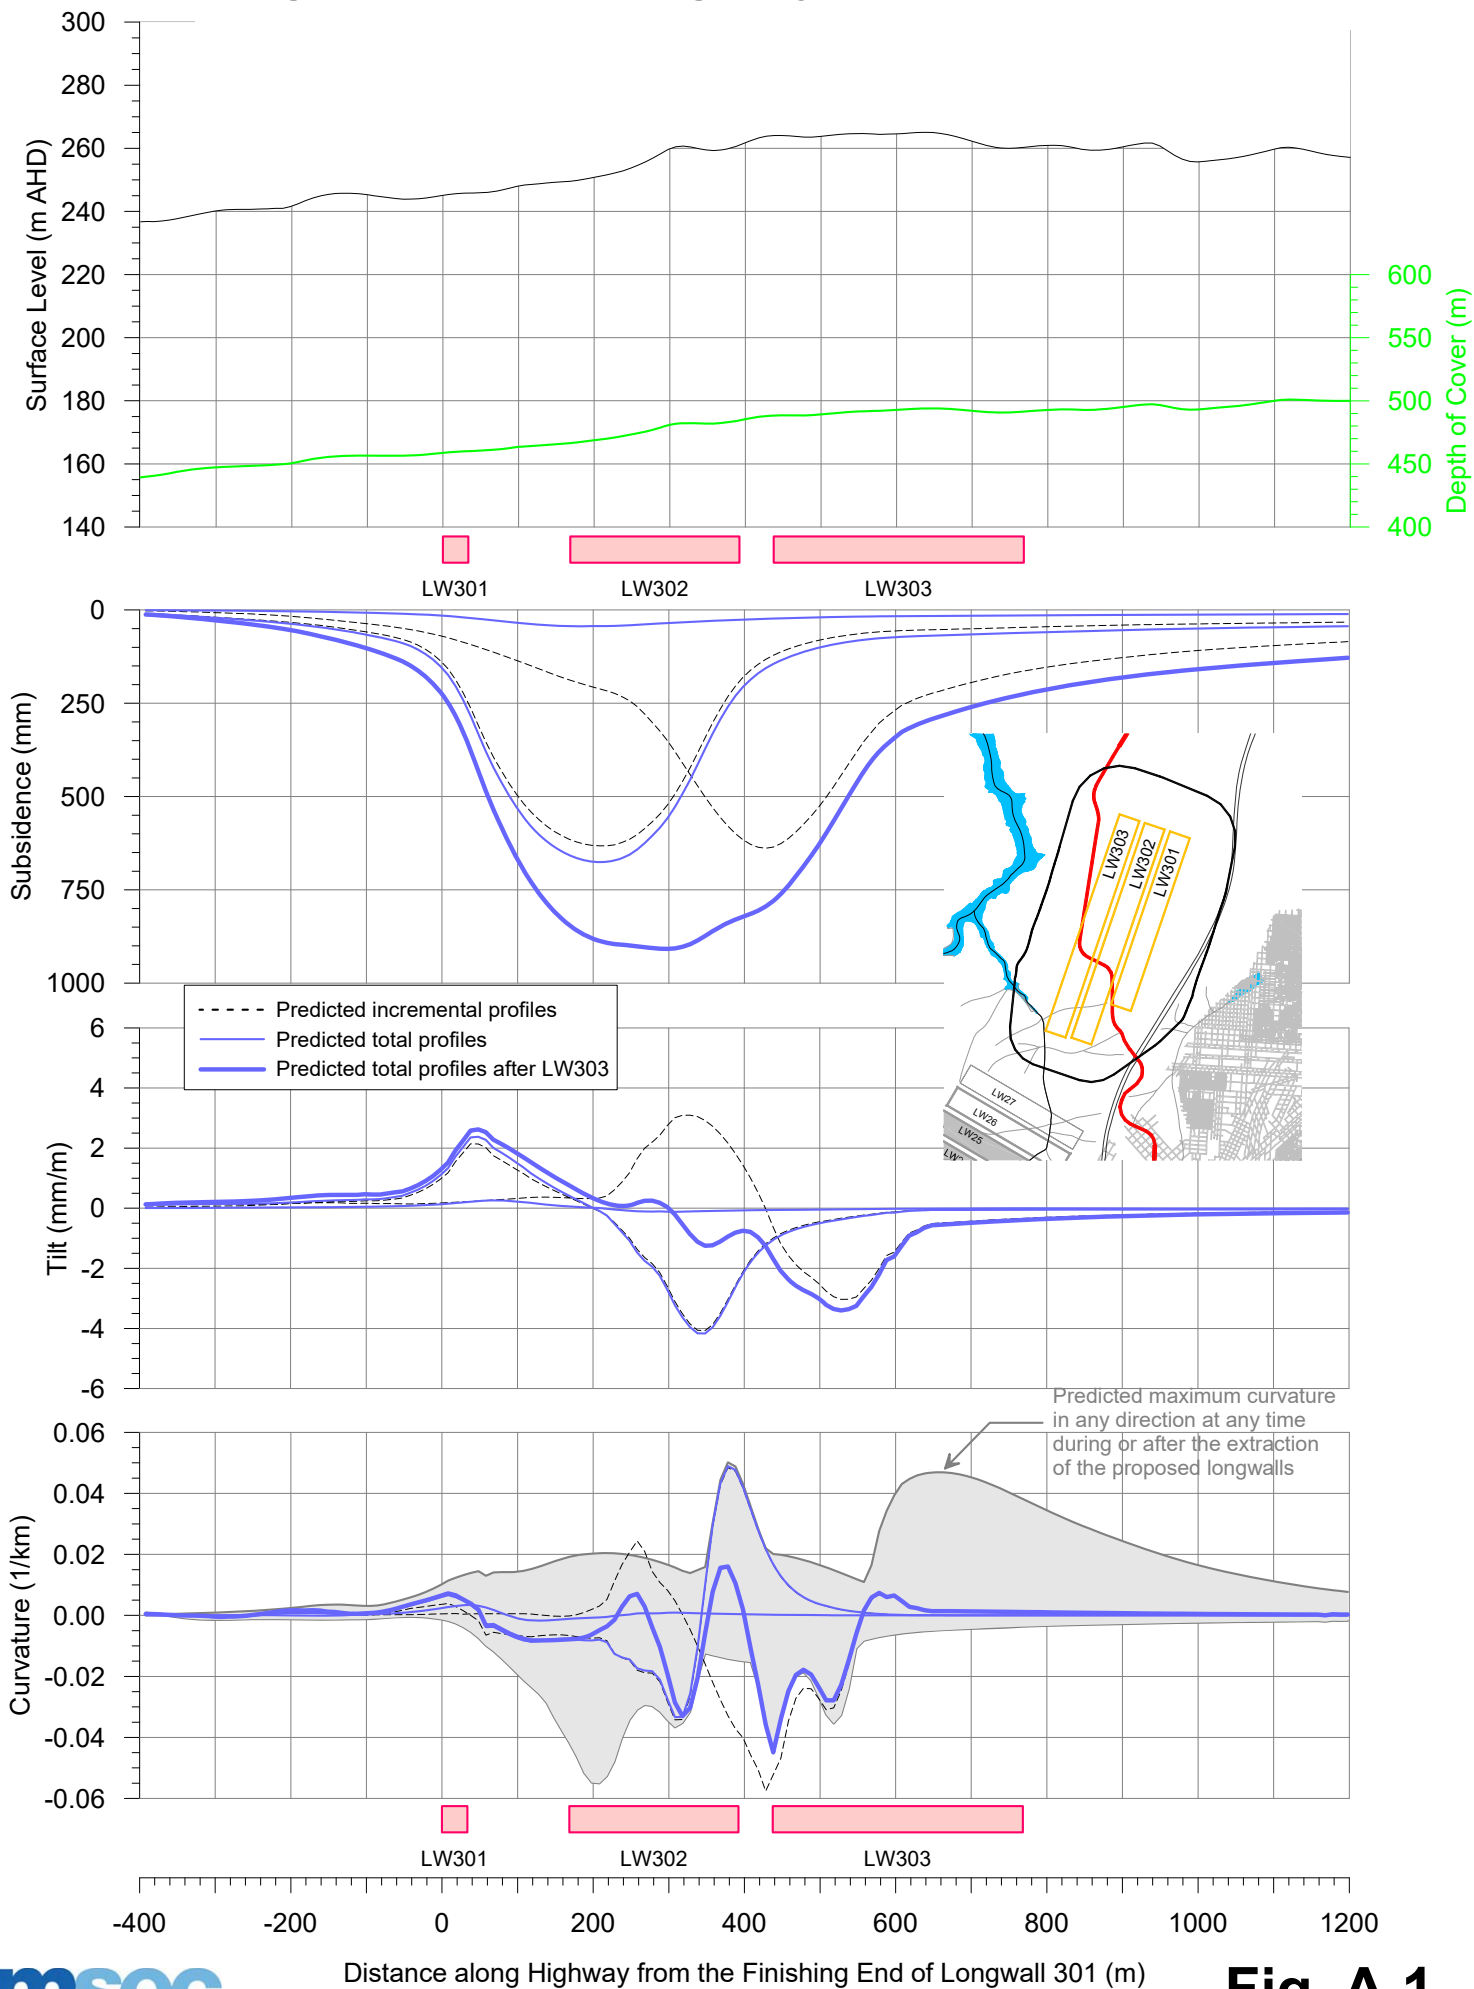 300
280
260
240
220
200
180
160
140
Surface Level (m AHD)
600
550
500
450
400
Depth of Cover (m)
LW301
LW302
LW303
0
250
500
750
1000
Subsidence (mm)
LW303
LW302
LW301
LW27
LW26
LW25
Predicted incremental profiles
Predicted total profiles
Predicted total profiles after LW303
6
4
2
0
-2
-4
-6
Tilt (mm/m)
Predicted maximum curvature
in any direction at any time
during or after the extraction
of the proposed longwalls
0.06
0.04
0.02
0.00
-0.02
-0.04
-0.06
Curvature (1/km)
LW301
LW302
LW303
-400
-200
0
200
400
600
800
1000
1200
Distance along Highway from the Finishing End of Longwall 301 (m)
msec
Fig. A.1